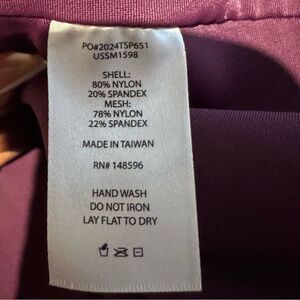 PO#2024TSP651
USSM1598
SHELL:
80% NYLON
20% SPANDEX
MESH:
78% NYLON
22% SPANDEX
MADE IN TAIWAN
RN# 148596
HAND WASH
DO NOT IRON
LAY FLAT TO DRY